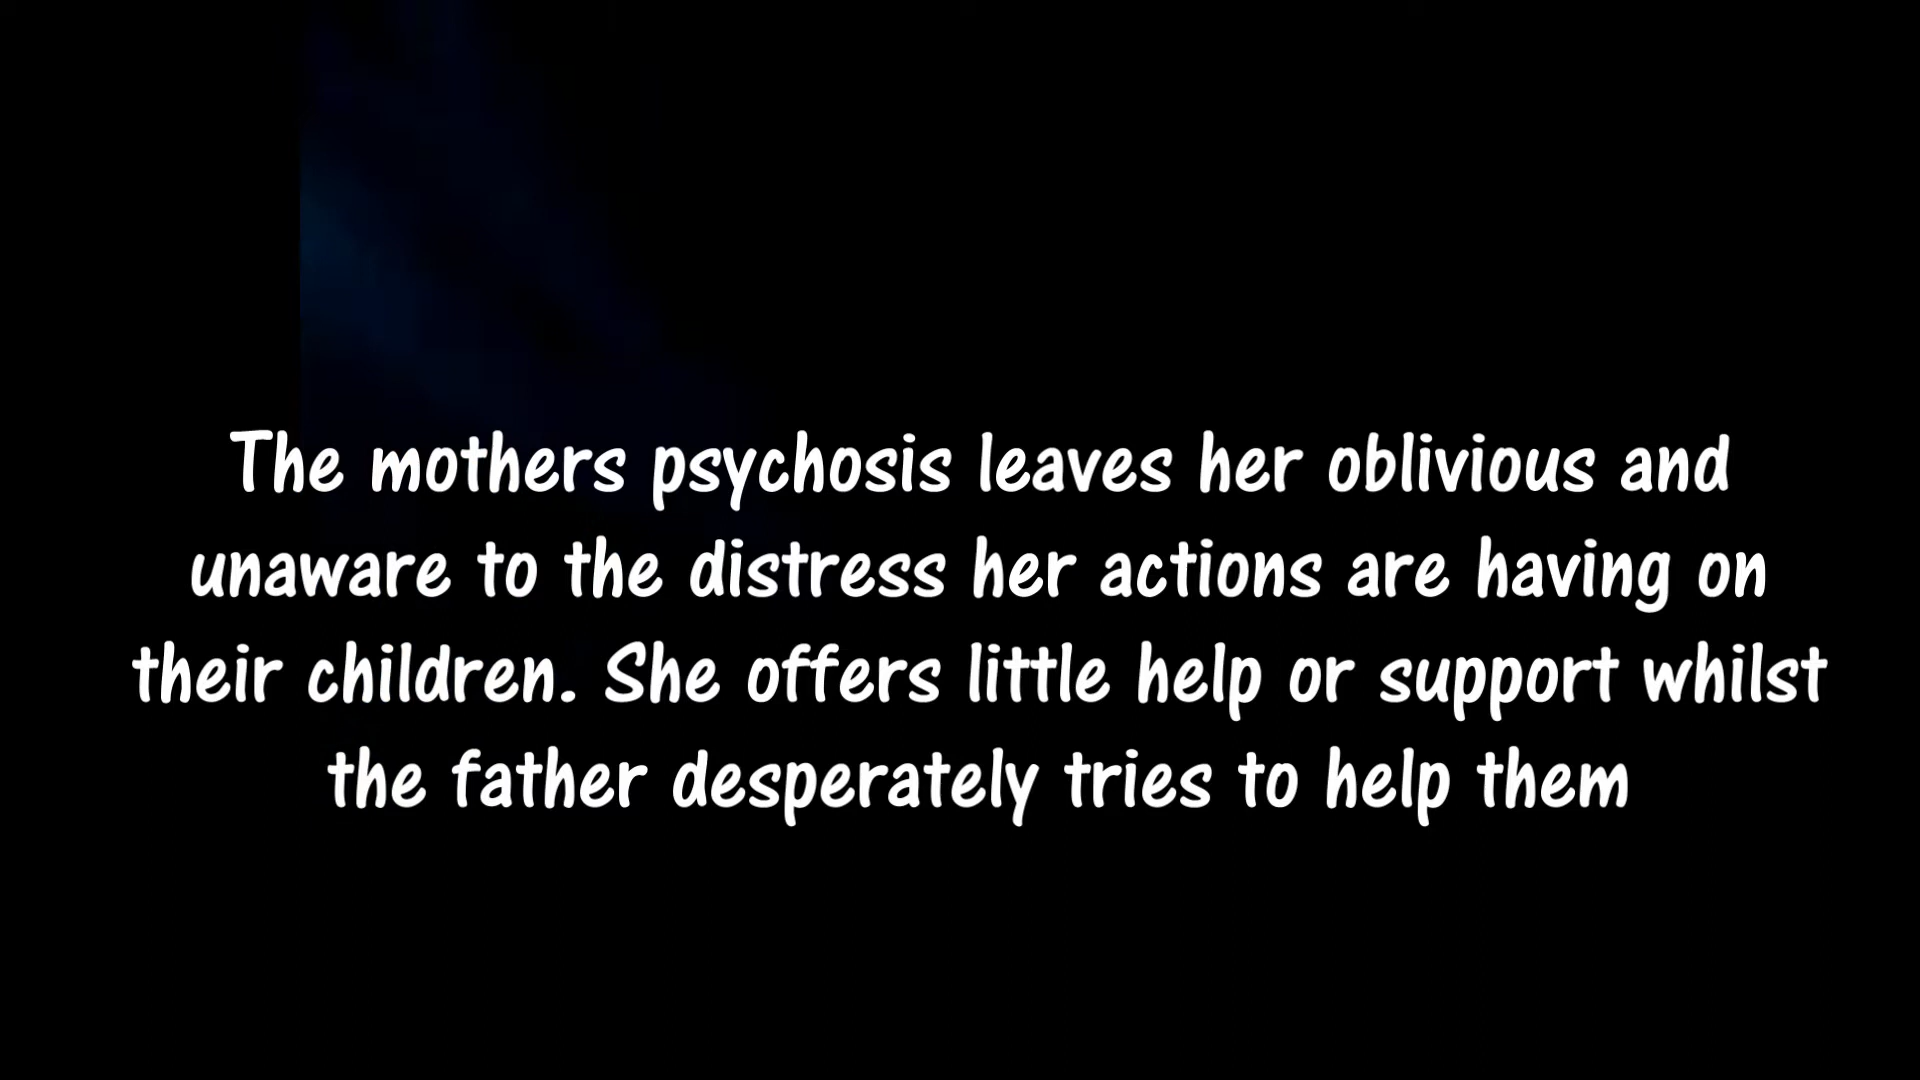 The mothers psychosis leaves her oblivious and
unaware to the distress her actions are having on
their children. She offers little help or support whilst
the father desperately tries to help them